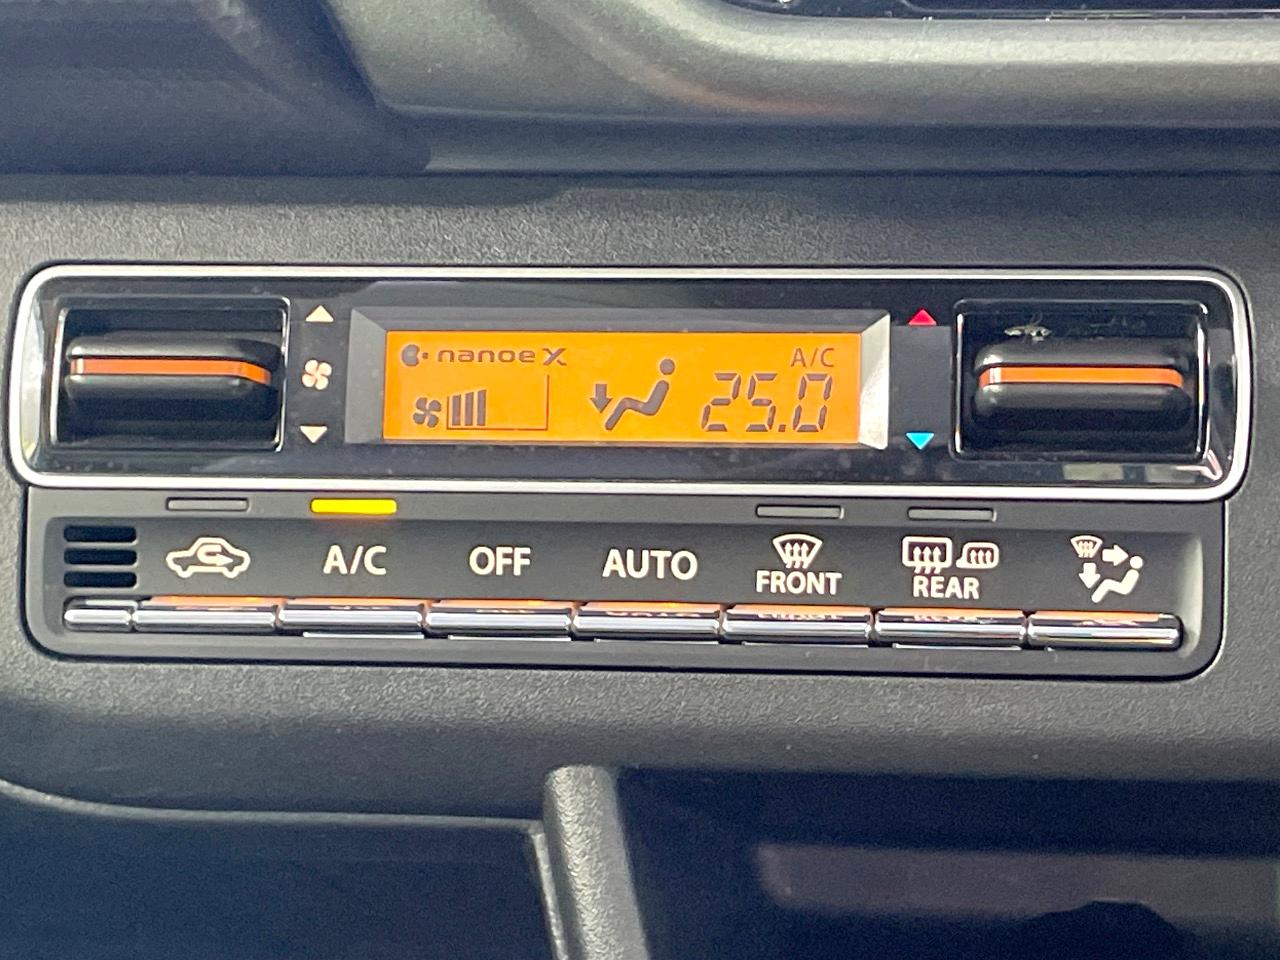 nanoe X
A/C
25.0
A/C
OFF
AUTO
FRONT
REAR